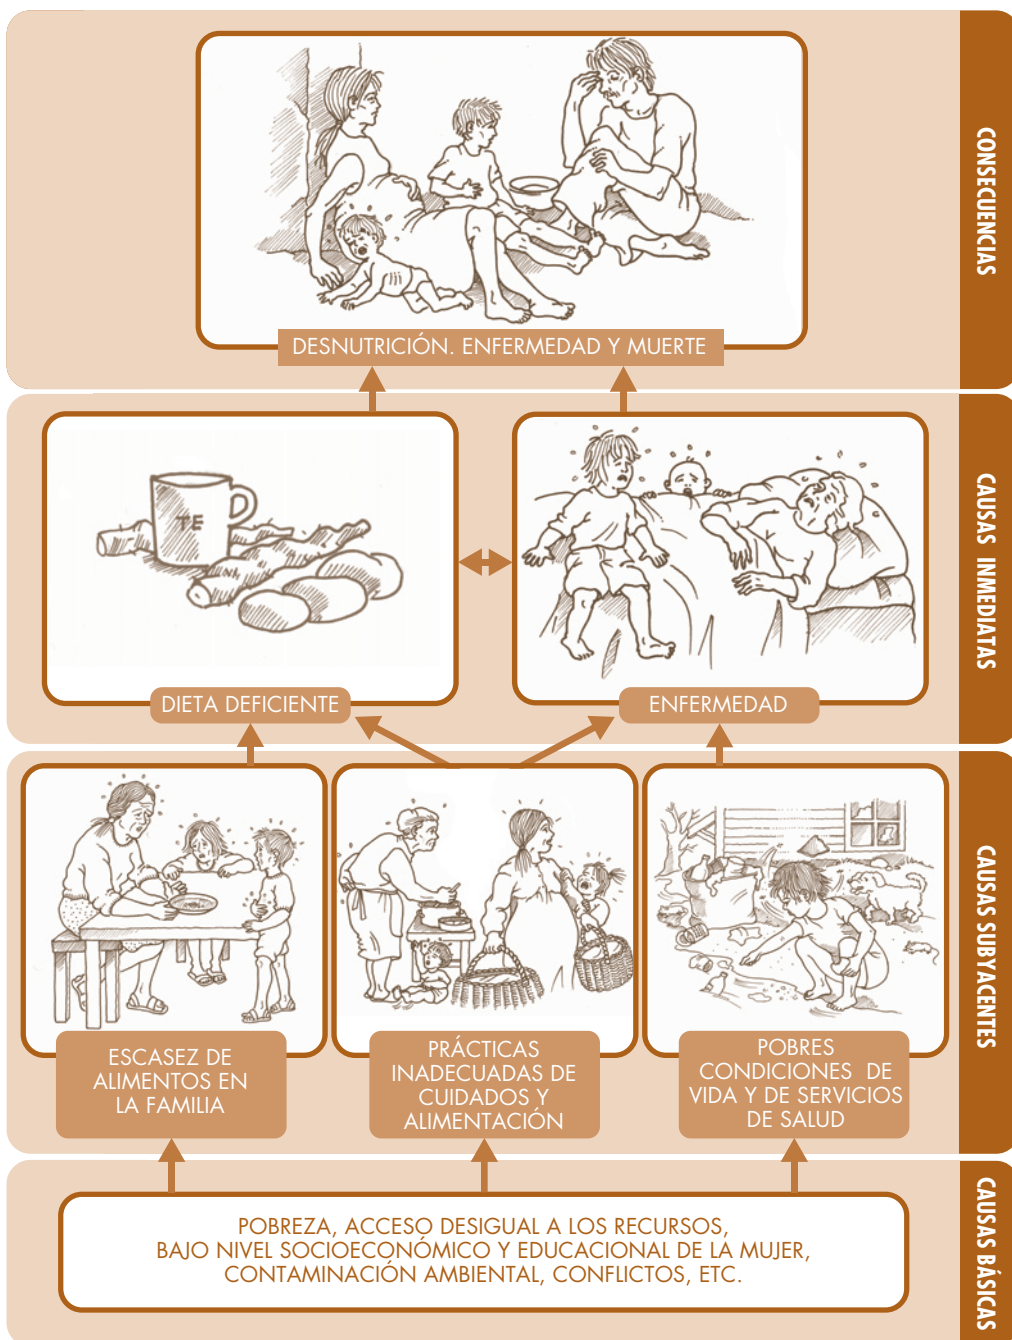 CONSECUENCIAS
DESNUTRICIÓN. ENFERMEDAD Y MUERTE
CAUSAS INMEDIATAS
TE
DIETA DEFICIENTE
ENFERMEDAD
CAUSAS SUBYACENTES
ESCASEZ DE
ALIMENTOS EN
LA FAMILIA
PRÁCTICAS
INADECUADAS DE
CUIDADOS Y
ALIMENTACIÓN
POBRES
CONDICIONES DE
VIDA Y DE SERVICIOS
DE SALUD
CAUSAS BÁSICAS
POBREZA, ACCESO DESIGUAL A LOS RECURSOS,
BAJO NIVEL SOCIOECONÓMICO Y EDUCACIONAL DE LA MUJER,
CONTAMINACIÓN AMBIENTAL, CONFLICTOS, ETC.